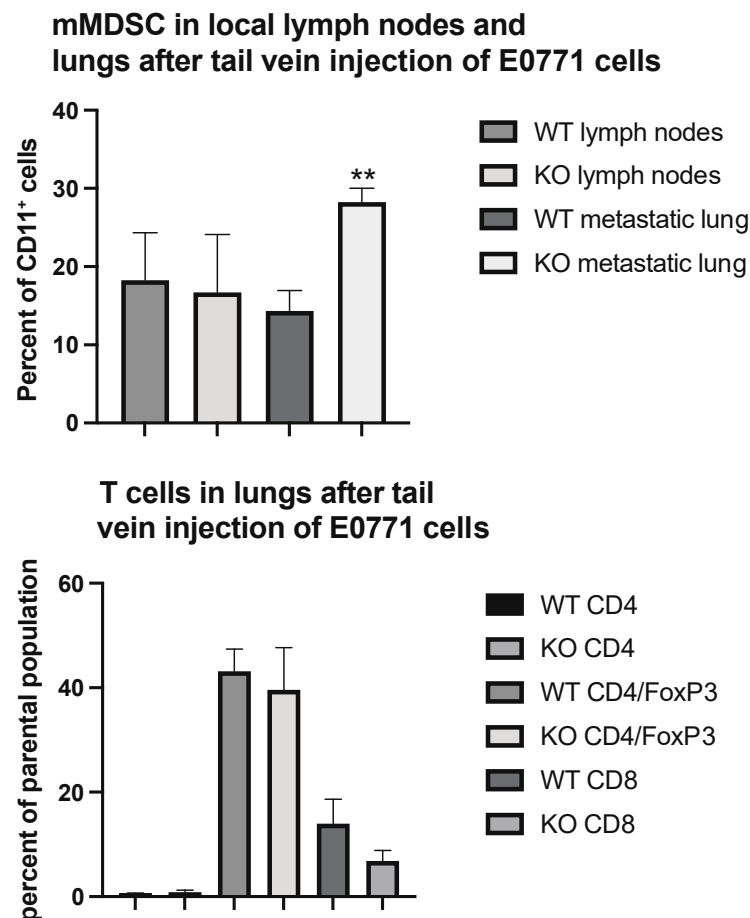 mMDSC in local lymph nodes and
lungs after tail vein injection of E0771 cells
Percent of CD11⁺ cells
40
30
20
10
0
**
WT lymph nodes
KO lymph nodes
WT metastatic lung
KO metastatic lung
T cells in lungs after tail
vein injection of E0771 cells
percent of parental population
60
40
20
0
WT CD4
KO CD4
WT CD4/FoxP3
KO CD4/FoxP3
WT CD8
KO CD8